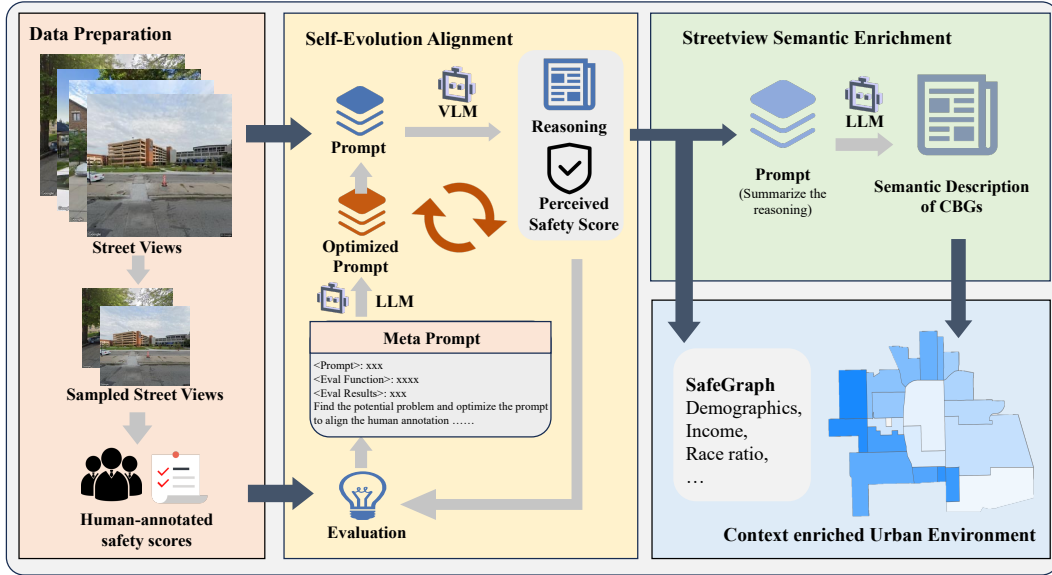 Data Preparation
Street Views
Sampled Street Views
Human-annotated
safety scores
Self-Evolution Alignment
Prompt
VLM
Reasoning
Perceived
Safety Score
Optimized
Prompt
LLM
Meta Prompt
<Prompt>: xxx
<Eval Function>: xxxx
<Eval Results>: xxx
Find the potential problem and optimize the prompt
to align the human annotation ……
Evaluation
Streetview Semantic Enrichment
LLM
Prompt
(Summarize the
reasoning)
Semantic Description
of CBGs
SafeGraph
Demographics,
Income,
Race ratio,
…
Context enriched Urban Environment